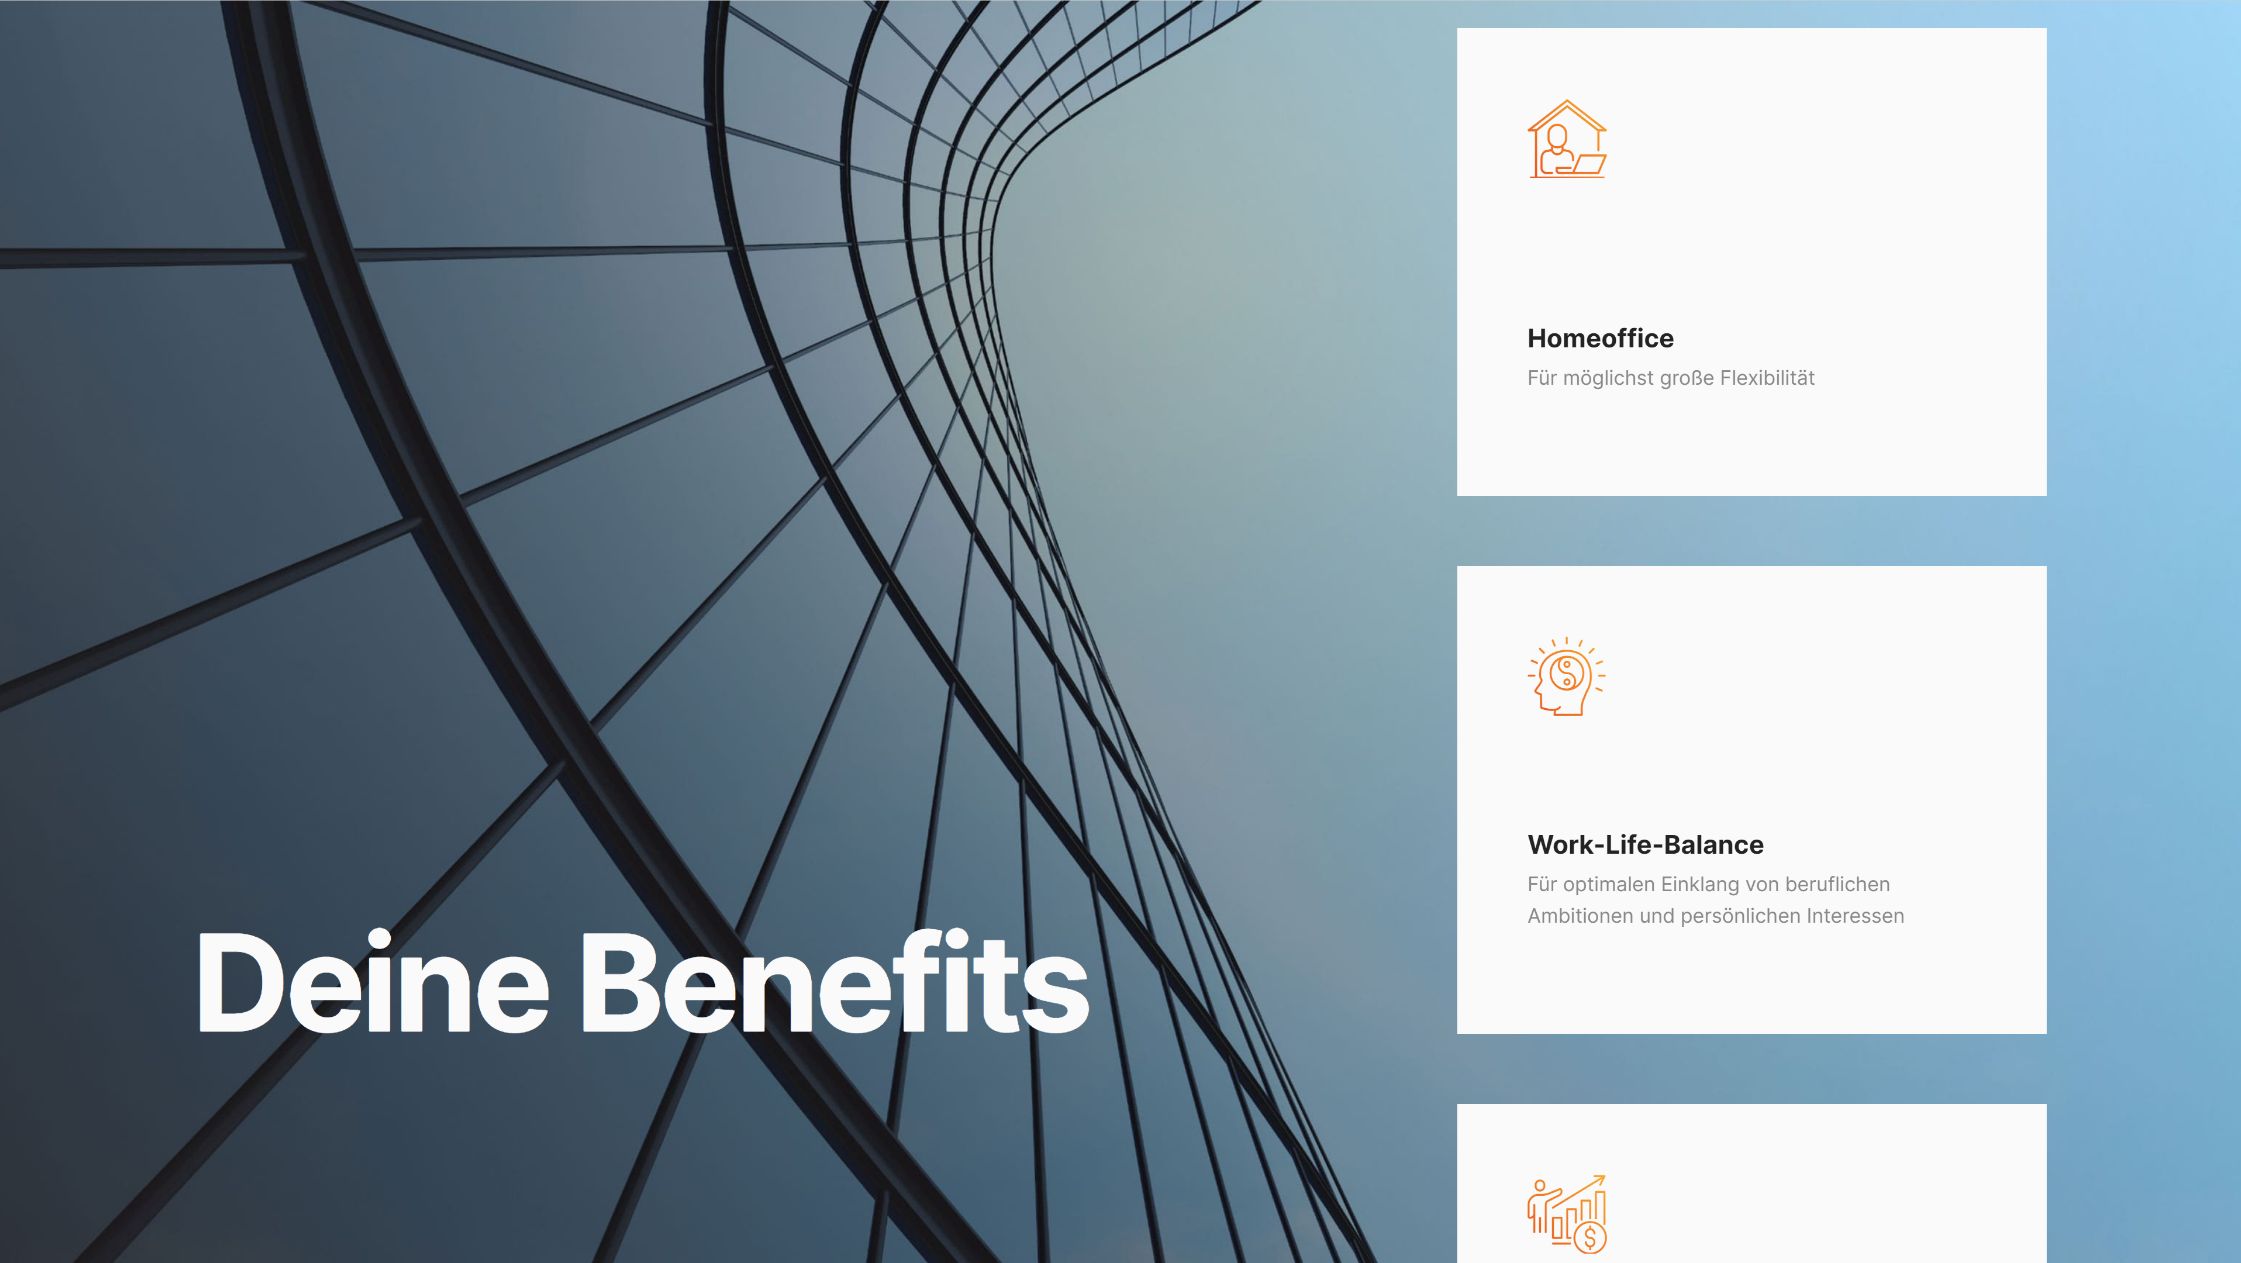 Deine Benefits
Homeoffice
Für möglichst große Flexibilität
Work-Life-Balance
Für optimalen Einklang von beruflichen
Ambitionen und persönlichen Interessen
$